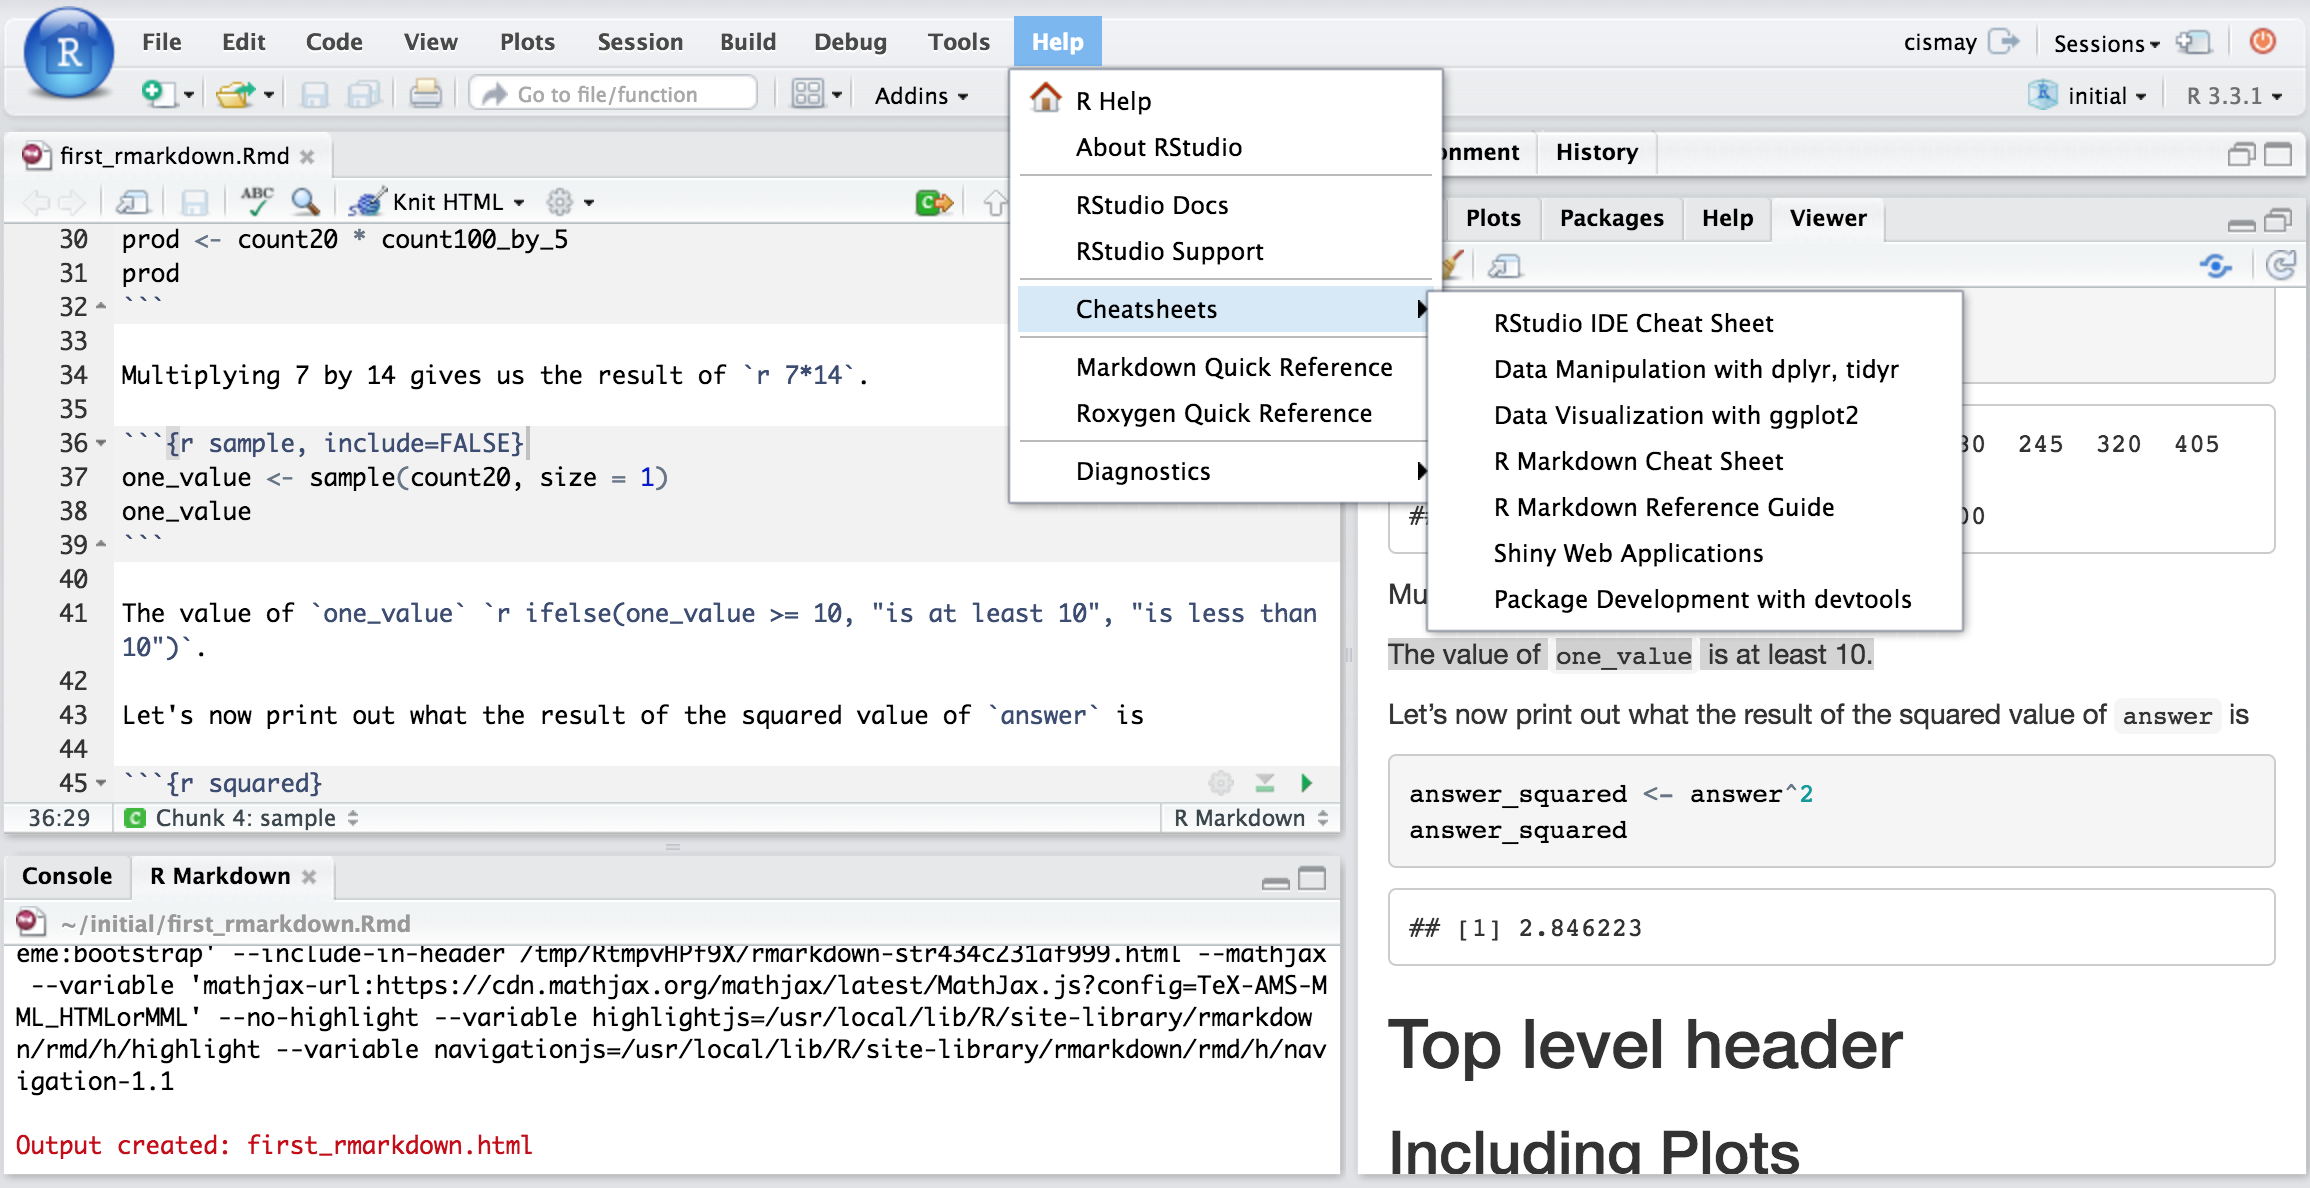 R
File Edit Code View Plots Session Build Debug Tools Help
cismay Sessions
Go to file/function Addins
initial R 3.3.1
R Help
About RStudio
RStudio Docs
RStudio Support
Cheatsheets
Markdown Quick Reference
Roxygen Quick Reference
Diagnostics
RStudio IDE Cheat Sheet
Data Manipulation with dplyr, tidyr
Data Visualization with ggplot2
R Markdown Cheat Sheet
R Markdown Reference Guide
Shiny Web Applications
Package Development with devtools
first_rmarkdown.Rmd
ABC Knit HTML
30 prod <- count20 * count100_by_5
31 prod
32 ```
33
34 Multiplying 7 by 14 gives us the result of `r 7*14`.
35
36 ```{r sample, include=FALSE}
37 one_value <- sample(count20, size = 1)
38 one_value
39 ```
40
41 The value of `one_value` `r ifelse(one_value >= 10, "is at least 10", "is less than
10")`.
42
43 Let's now print out what the result of the squared value of `answer` is
44
45 ```{r squared}
36:29 C Chunk 4: sample R Markdown
Console R Markdown
~/initial/first_rmarkdown.Rmd
eme:bootstrap' --include-in-header /tmp/RtmpvHPf9X/rmarkdown-str434c231af999.html --mathjax
--variable 'mathjax-url:https://cdn.mathjax.org/mathjax/latest/MathJax.js?config=TeX-AMS-M
ML_HTMLorMML' --no-highlight --variable highlightjs=/usr/local/lib/R/site-library/rmarkdow
n/rmd/h/highlight --variable navigationjs=/usr/local/lib/R/site-library/rmarkdown/rmd/h/nav
igation-1.1
Output created: first_rmarkdown.html
onment History
Plots Packages Help Viewer
245 320 405
##
Mu
The value of one_value is at least 10.
Let’s now print out what the result of the squared value of answer is
answer_squared <- answer^2
answer_squared
## [1] 2.846223
Top level header
Including Plots